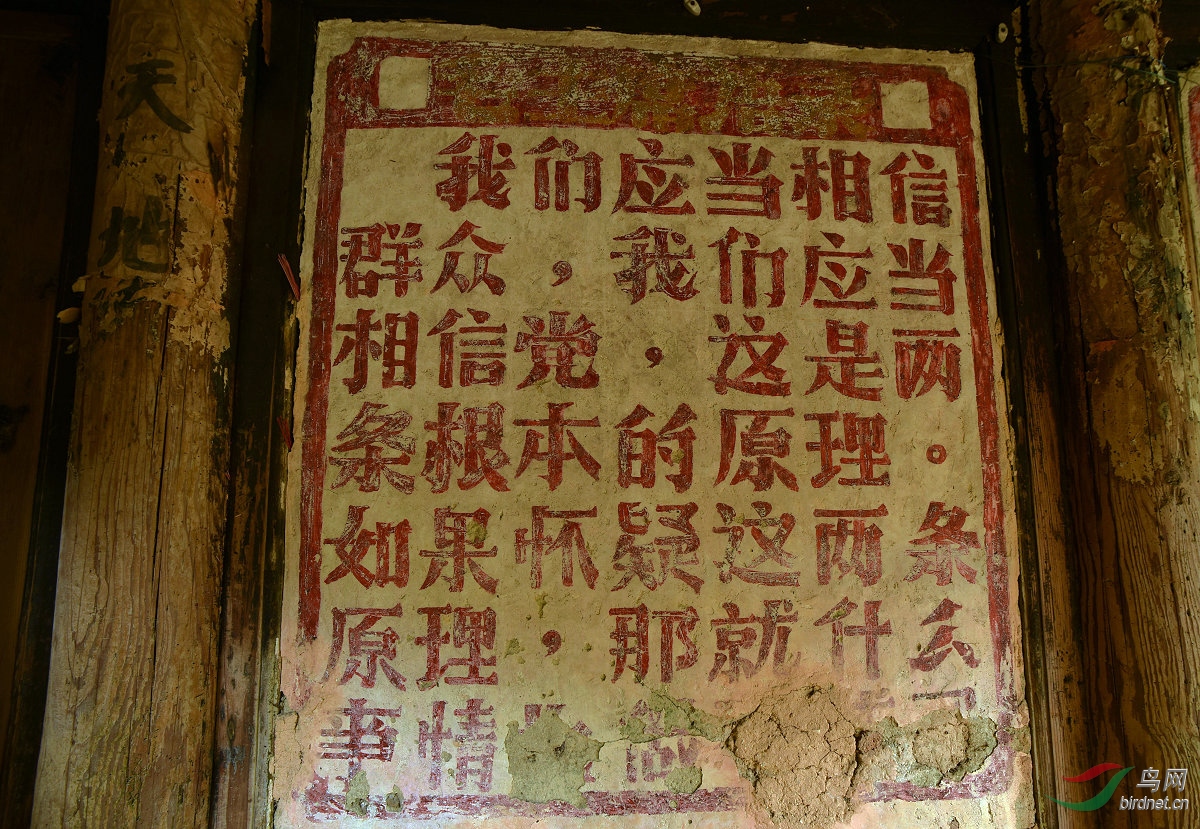 天
地
我们应当相信
群众，我们应当
相信党，这是两
条根本的原理。
如果怀疑这两条
原理，那就什么
事情
鸟网
birdnet.cn